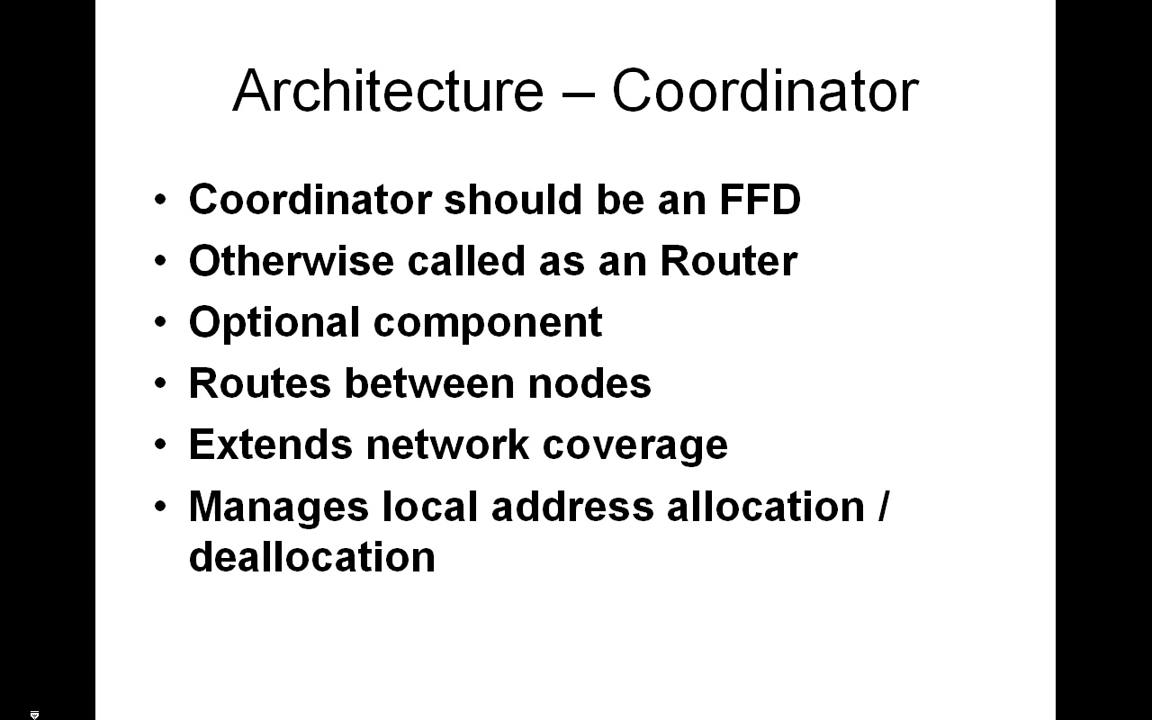 Architecture – Coordinator
• Coordinator should be an FFD
• Otherwise called as an Router
• Optional component
• Routes between nodes
• Extends network coverage
• Manages local address allocation /
deallocation